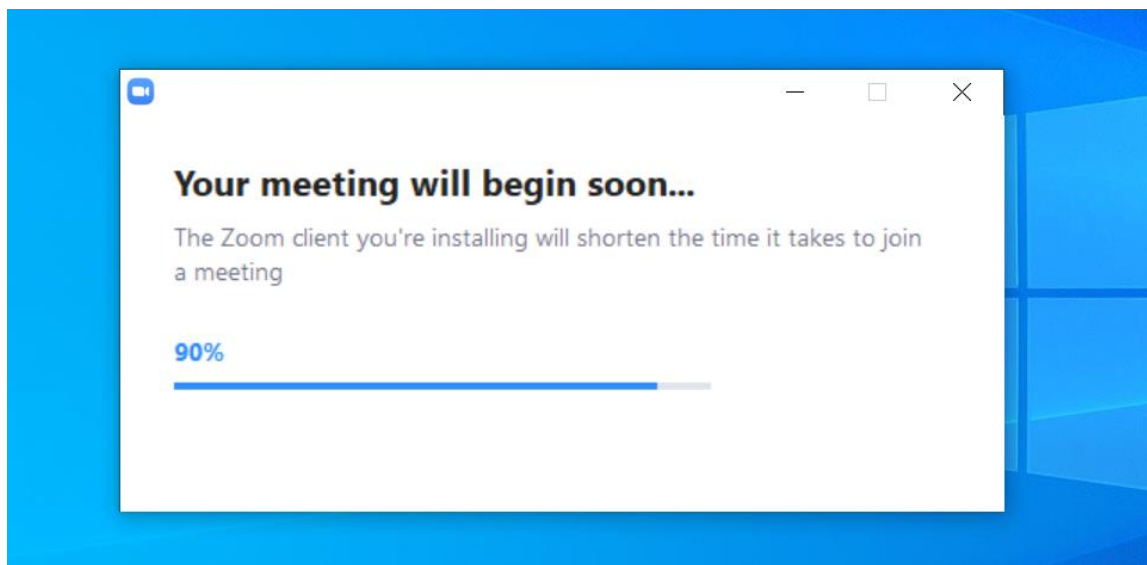 Your meeting will begin soon...
The Zoom client you're installing will shorten the time it takes to join
a meeting
90%